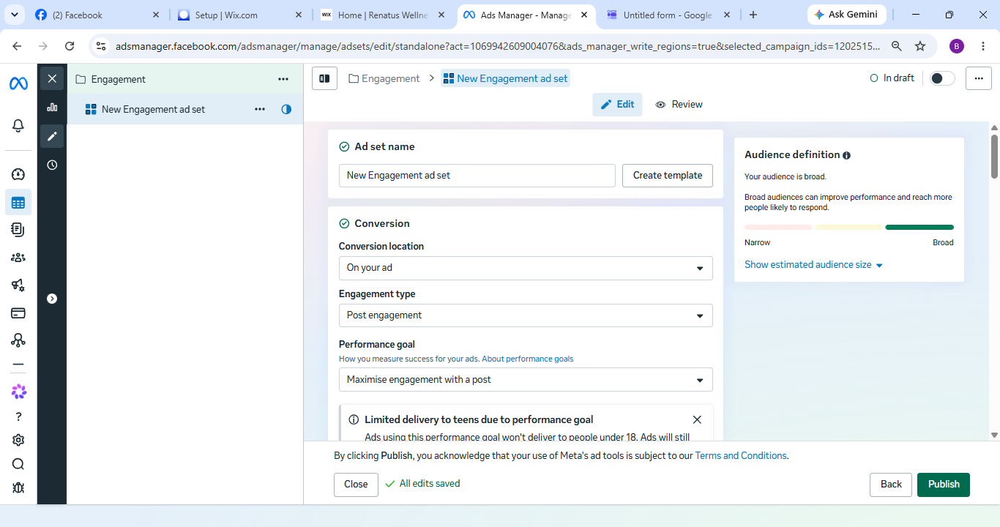 (2) Facebook
Setup | Wix.com
WIX Home | Renatus Wellne
Ads Manager - Manage
Untitled form - Google
Ask Gemini
adsmanager.facebook.com/adsmanager/manage/adsets/edit/standalone?act=1069942609004076&ads_manager_write_regions=true&selected_campaign_ids=1202515...
B
Engagement
New Engagement ad set
Engagement > New Engagement ad set
In draft
Edit
Review
Ad set name
New Engagement ad set
Create template
Conversion
Conversion location
On your ad
Engagement type
Post engagement
Performance goal
How you measure success for your ads. About performance goals
Maximise engagement with a post
Limited delivery to teens due to performance goal
Ads using this performance goal won't deliver to people under 18. Ads will still
Audience definition
Your audience is broad.
Broad audiences can improve performance and reach more
people likely to respond.
Narrow
Broad
Show estimated audience size
By clicking Publish, you acknowledge that your use of Meta's ad tools is subject to our Terms and Conditions.
Close
All edits saved
Back
Publish